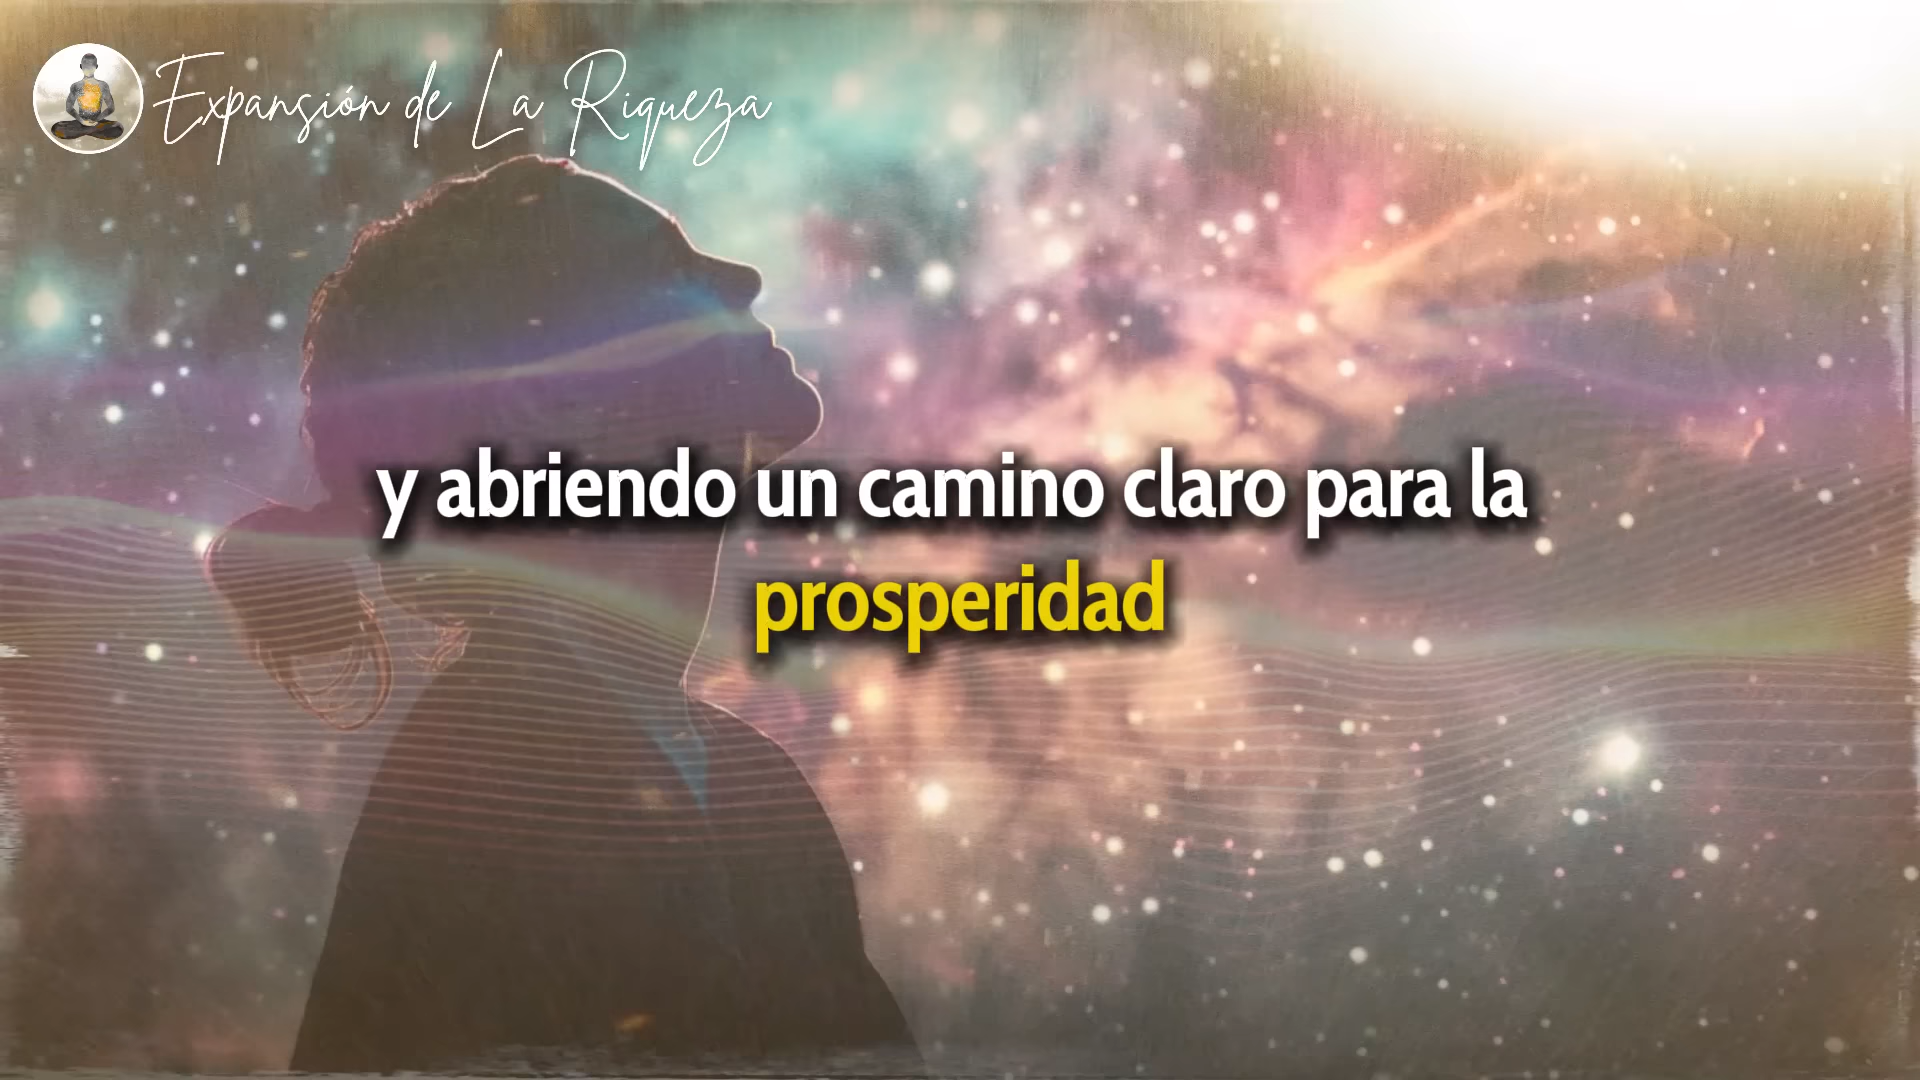 Expansión de La Riqueza
y abriendo un camino claro para la
prosperidad